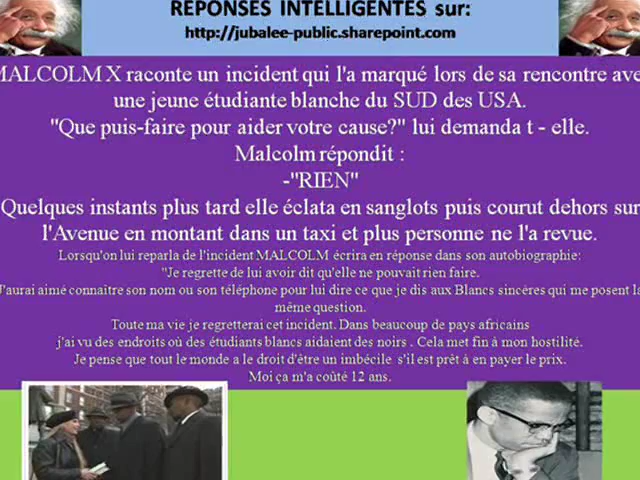 REPONSES INTELLIGENTES sur:
http://jubalee-public.sharepoint.com
MALCOLM X raconte un incident qui l'a marqué lors de sa rencontre ave
une jeune étudiante blanche du SUD des USA.
"Que puis-faire pour aider votre cause?" lui demanda t - elle.
Malcolm répondit :
-"RIEN"
Quelques instants plus tard elle éclata en sanglots puis courut dehors sur
l'Avenue en montant dans un taxi et plus personne ne l'a revue.
Lorsqu'on lui reparla de l'incident MALCOLM écrira en réponse dans son autobiographie:
"Je regrette de lui avoir dit qu'elle ne pouvait rien faire.
J'aurai aimé connaître son nom ou son téléphone pour lui dire ce que je dis aux Blancs sincères qui me posent la
même question.
Toute ma vie je regretterai cet incident. Dans beaucoup de pays africains
j'ai vu des endroits où des étudiants blancs aidaient des noirs . Cela met fin à mon hostilité.
Je pense que tout le monde a le droit d'être un imbécile s'il est prêt à en payer le prix.
Moi ça m'a coûté 12 ans.